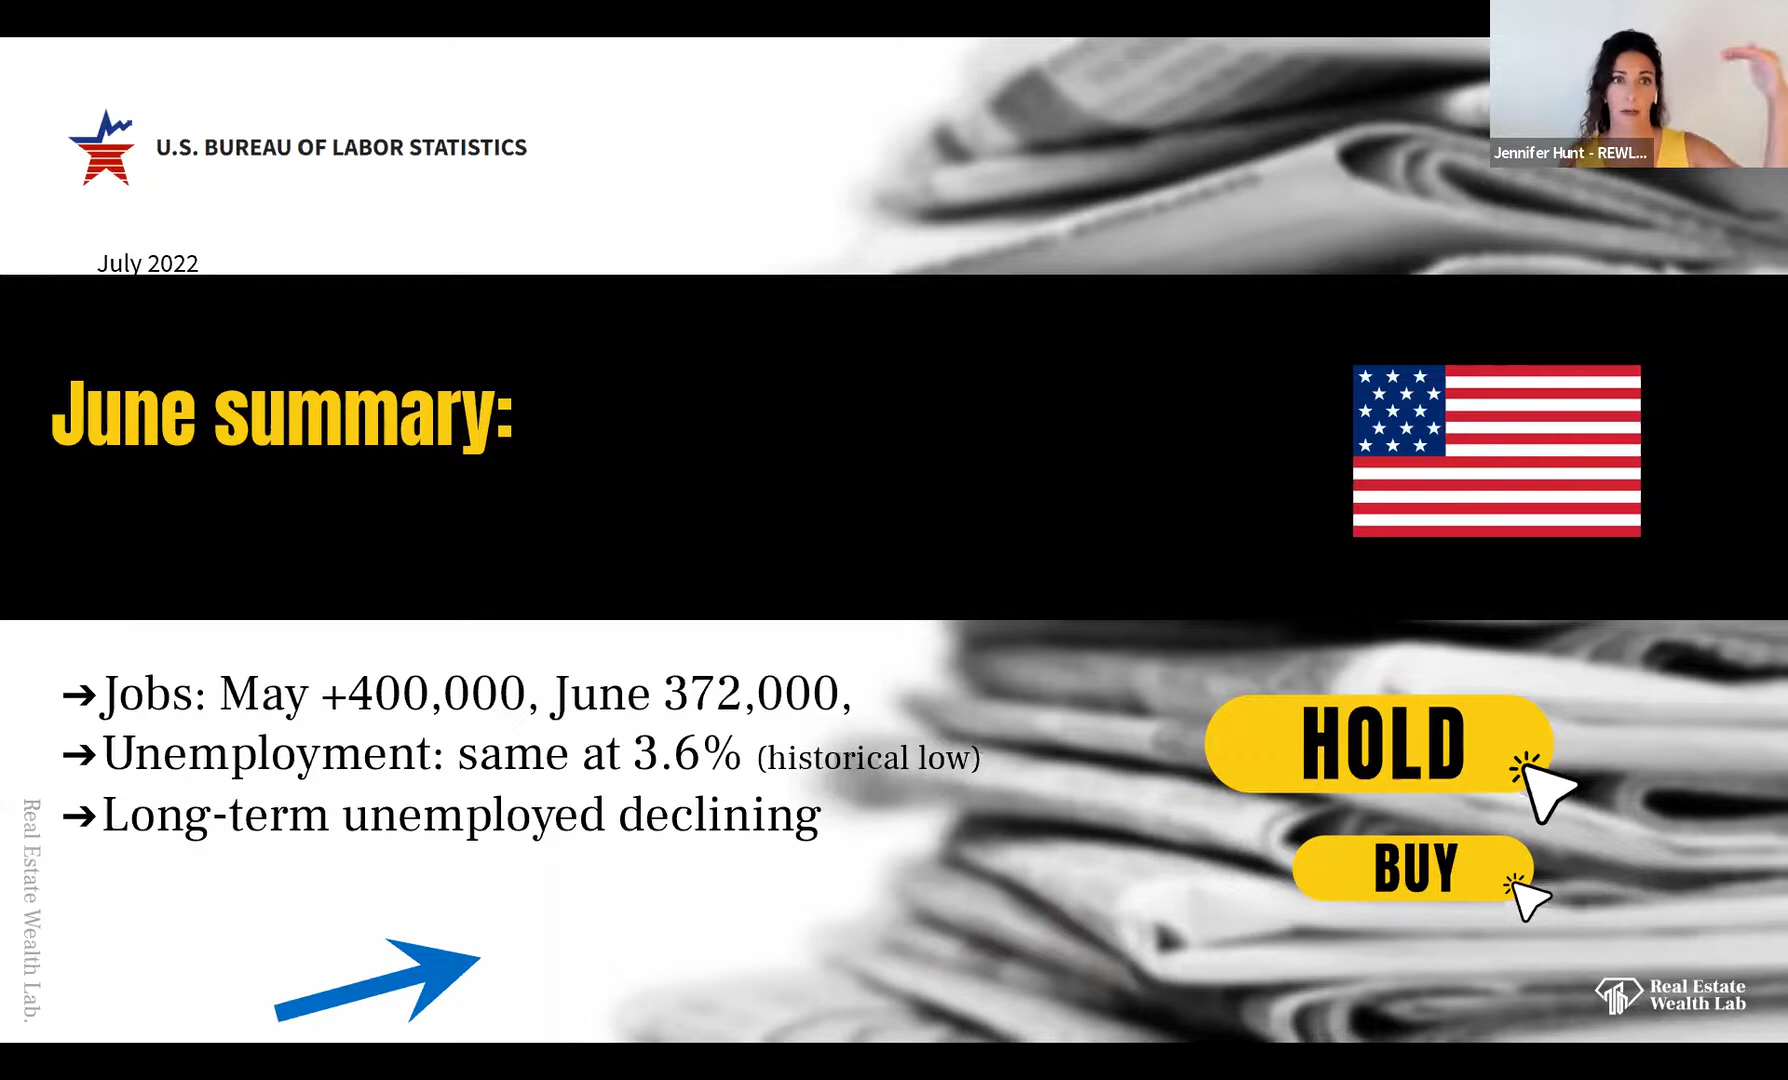 Jennifer Hunt - REWL...
U.S. BUREAU OF LABOR STATISTICS
July 2022
June summary:
➔Jobs: May +400,000, June 372,000,
➔Unemployment: same at 3.6% (historical low)
➔Long-term unemployed declining
HOLD
BUY
Real Estate Wealth Lab.
Real Estate
Wealth Lab